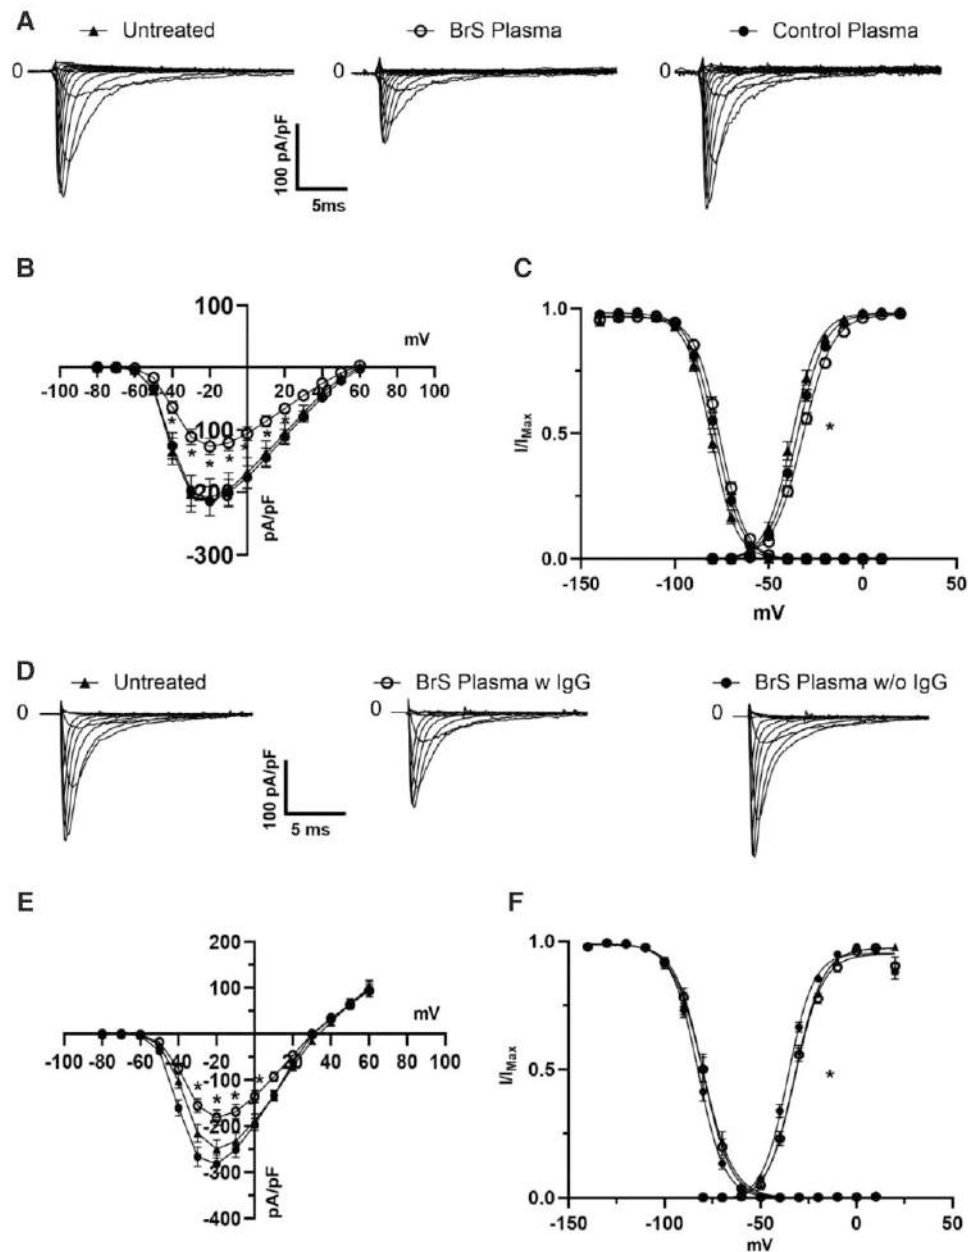 A
Untreated
BrS Plasma
Control Plasma
0
0
0
100 pA/pF
5ms
B
100
mV
-100 -80 -60 -40 -20 20 40 60 80 100
-100
-200
-300
pA/pF
* * * * * *
C
1.0
0.5
0.0
I/I Max
*
-150 -100 -50 0 50
mV
D
Untreated
BrS Plasma w IgG
BrS Plasma w/o IgG
0
0
0
100 pA/pF
5 ms
E
200
100
mV
-100 -80 -60 -40 -20 20 40 60 80 100
-100
-200
-300
-400
pA/pF
* * * *
F
1.0
0.5
0.0
I/I Max
*
-150 -100 -50 0 50
mV